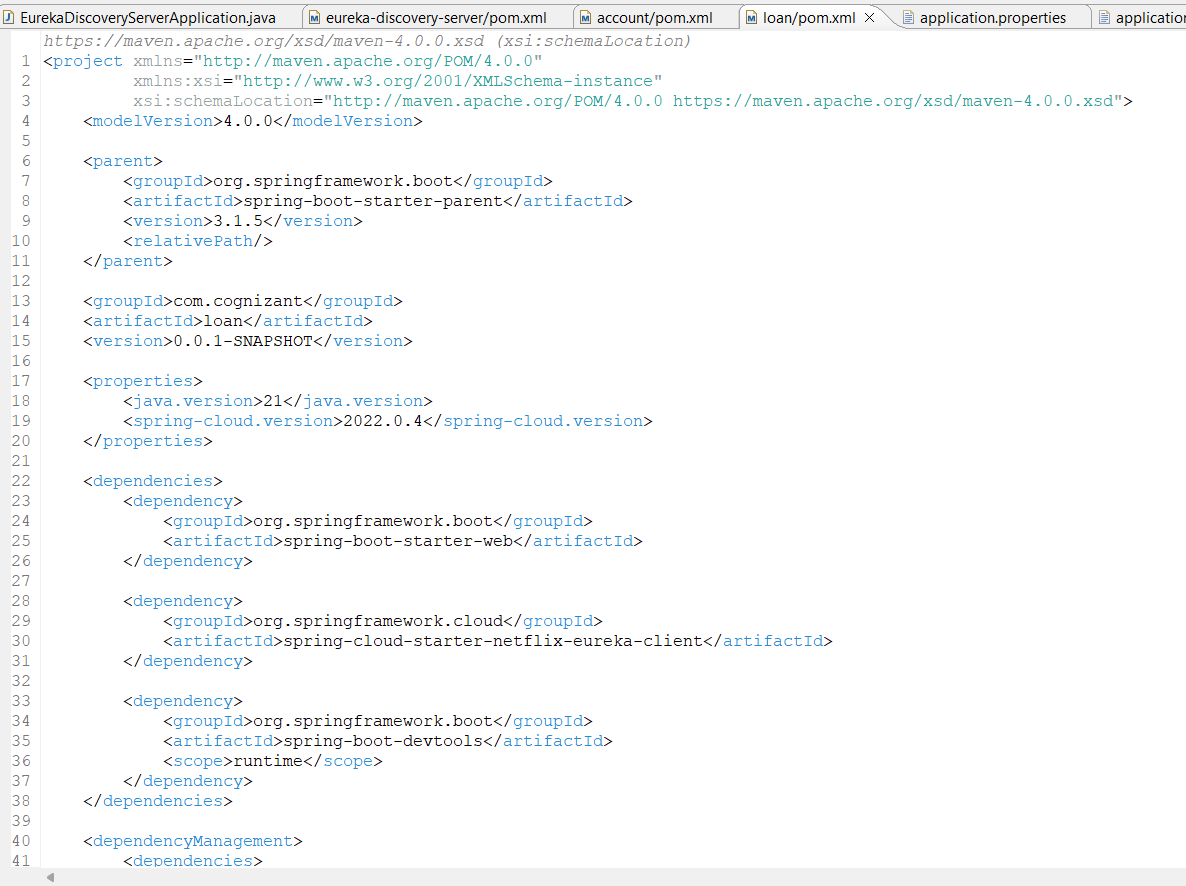 EurekaDiscoveryServerApplication.java eureka-discovery-server/pom.xml account/pom.xml loan/pom.xml application.properties
https://maven.apache.org/xsd/maven-4.0.0.xsd (xsi:schemaLocation)
1 <project xmlns="http://maven.apache.org/POM/4.0.0"
2 xmlns:xsi="http://www.w3.org/2001/XMLSchema-instance"
3 xsi:schemaLocation="http://maven.apache.org/POM/4.0.0 https://maven.apache.org/xsd/maven-4.0.0.xsd">
4 <modelVersion>4.0.0</modelVersion>
5
6 <parent>
7 <groupId>org.springframework.boot</groupId>
8 <artifactId>spring-boot-starter-parent</artifactId>
9 <version>3.1.5</version>
10 <relativePath/>
11 </parent>
12
13 <groupId>com.cognizant</groupId>
14 <artifactId>loan</artifactId>
15 <version>0.0.1-SNAPSHOT</version>
16
17 <properties>
18 <java.version>21</java.version>
19 <spring-cloud.version>2022.0.4</spring-cloud.version>
20 </properties>
21
22 <dependencies>
23 <dependency>
24 <groupId>org.springframework.boot</groupId>
25 <artifactId>spring-boot-starter-web</artifactId>
26 </dependency>
27
28 <dependency>
29 <groupId>org.springframework.cloud</groupId>
30 <artifactId>spring-cloud-starter-netflix-eureka-client</artifactId>
31 </dependency>
32
33 <dependency>
34 <groupId>org.springframework.boot</groupId>
35 <artifactId>spring-boot-devtools</artifactId>
36 <scope>runtime</scope>
37 </dependency>
38 </dependencies>
39
40 <dependencyManagement>
41 <dependencies>